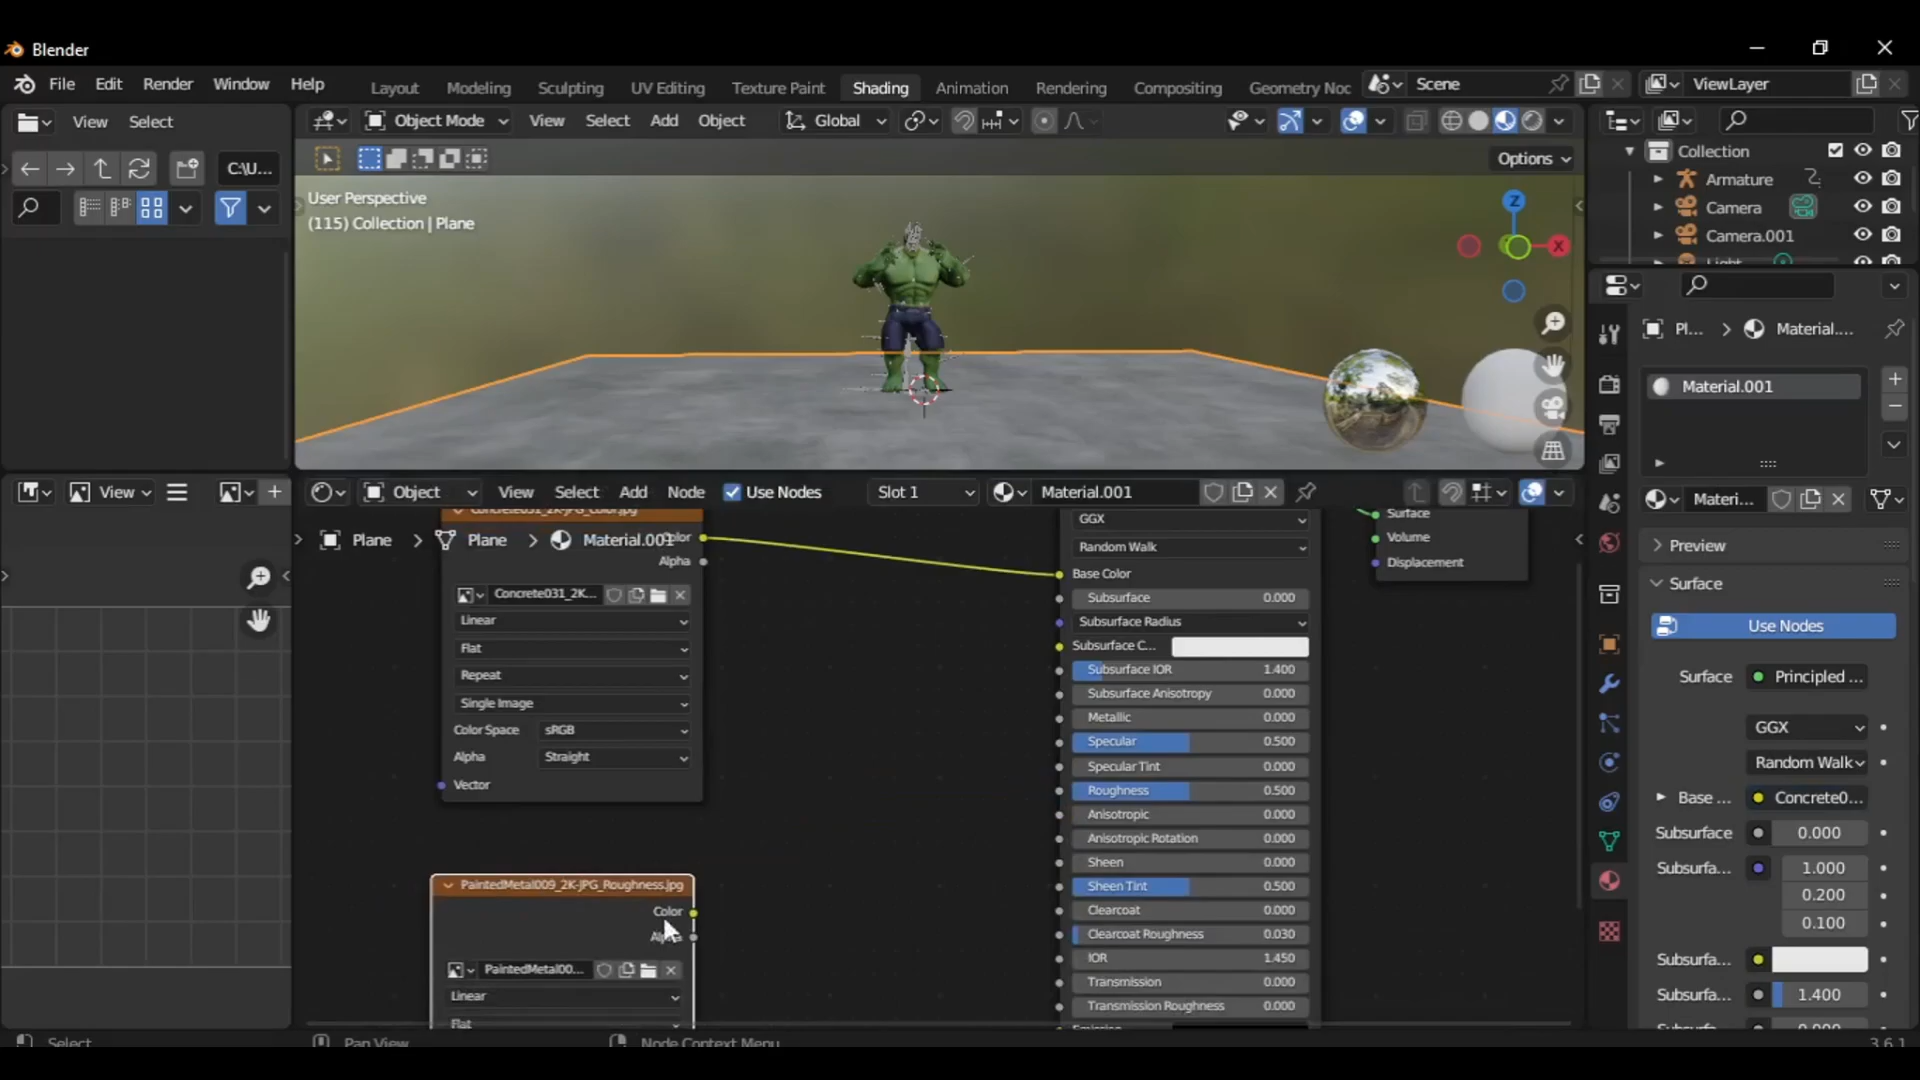 Blender
File Edit Render Window Help
Layout Modeling Sculpting UV Editing Texture Paint Shading Animation Rendering Compositing Geometry Noc
Scene
ViewLayer
View Select
C:\U...
Object Mode View Select Add Object Global
Options
User Perspective
(115) Collection | Plane
Z
X
Collection
Armature
Camera
Camera.001
Light
Pl... > Material....
Material.001
View
Object View Select Add Node Use Nodes Slot 1 Material.001
Concrete031_2K-JPG_Color.jpg
Plane > Plane > Material.001
Color
Alpha
Concrete031_2K...
Linear
Flat
Repeat
Single Image
Color Space sRGB
Alpha Straight
Vector
PaintedMetal009_2K-JPG_Roughness.jpg
Color
Alpha
PaintedMetal00...
Linear
Flat
GGX
Random Walk
Base Color
Subsurface 0.000
Subsurface Radius
Subsurface C...
Subsurface IOR 1.400
Subsurface Anisotropy 0.000
Metallic 0.000
Specular 0.500
Specular Tint 0.000
Roughness 0.500
Anisotropic 0.000
Anisotropic Rotation 0.000
Sheen 0.000
Sheen Tint 0.500
Clearcoat 0.000
Clearcoat Roughness 0.030
IOR 1.450
Transmission 0.000
Transmission Roughness 0.000
Emission
Surface
Volume
Displacement
Materi...
Preview
Surface
Use Nodes
Surface Principled ...
GGX
Random Walk
Base ... Concrete0...
Subsurface 0.000
Subsurfa... 1.000
0.200
0.100
Subsurfa...
Subsurfa... 1.400
Subsurfa... 0.000
Select
Pan View
Node Context Menu
3.6.1